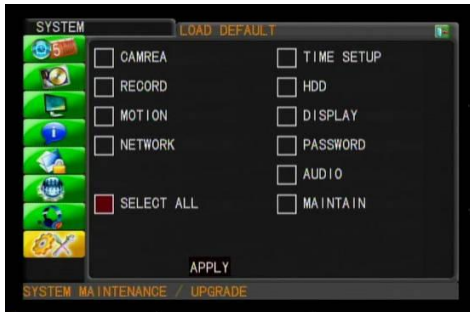 SYSTEM
LOAD DEFAULT
5
CAMREA
TIME SETUP
RECORD
HDD
MOTION
DISPLAY
NETWORK
PASSWORD
AUDIO
SELECT ALL
MAINTAIN
APPLY
SYSTEM MAINTENANCE / UPGRADE